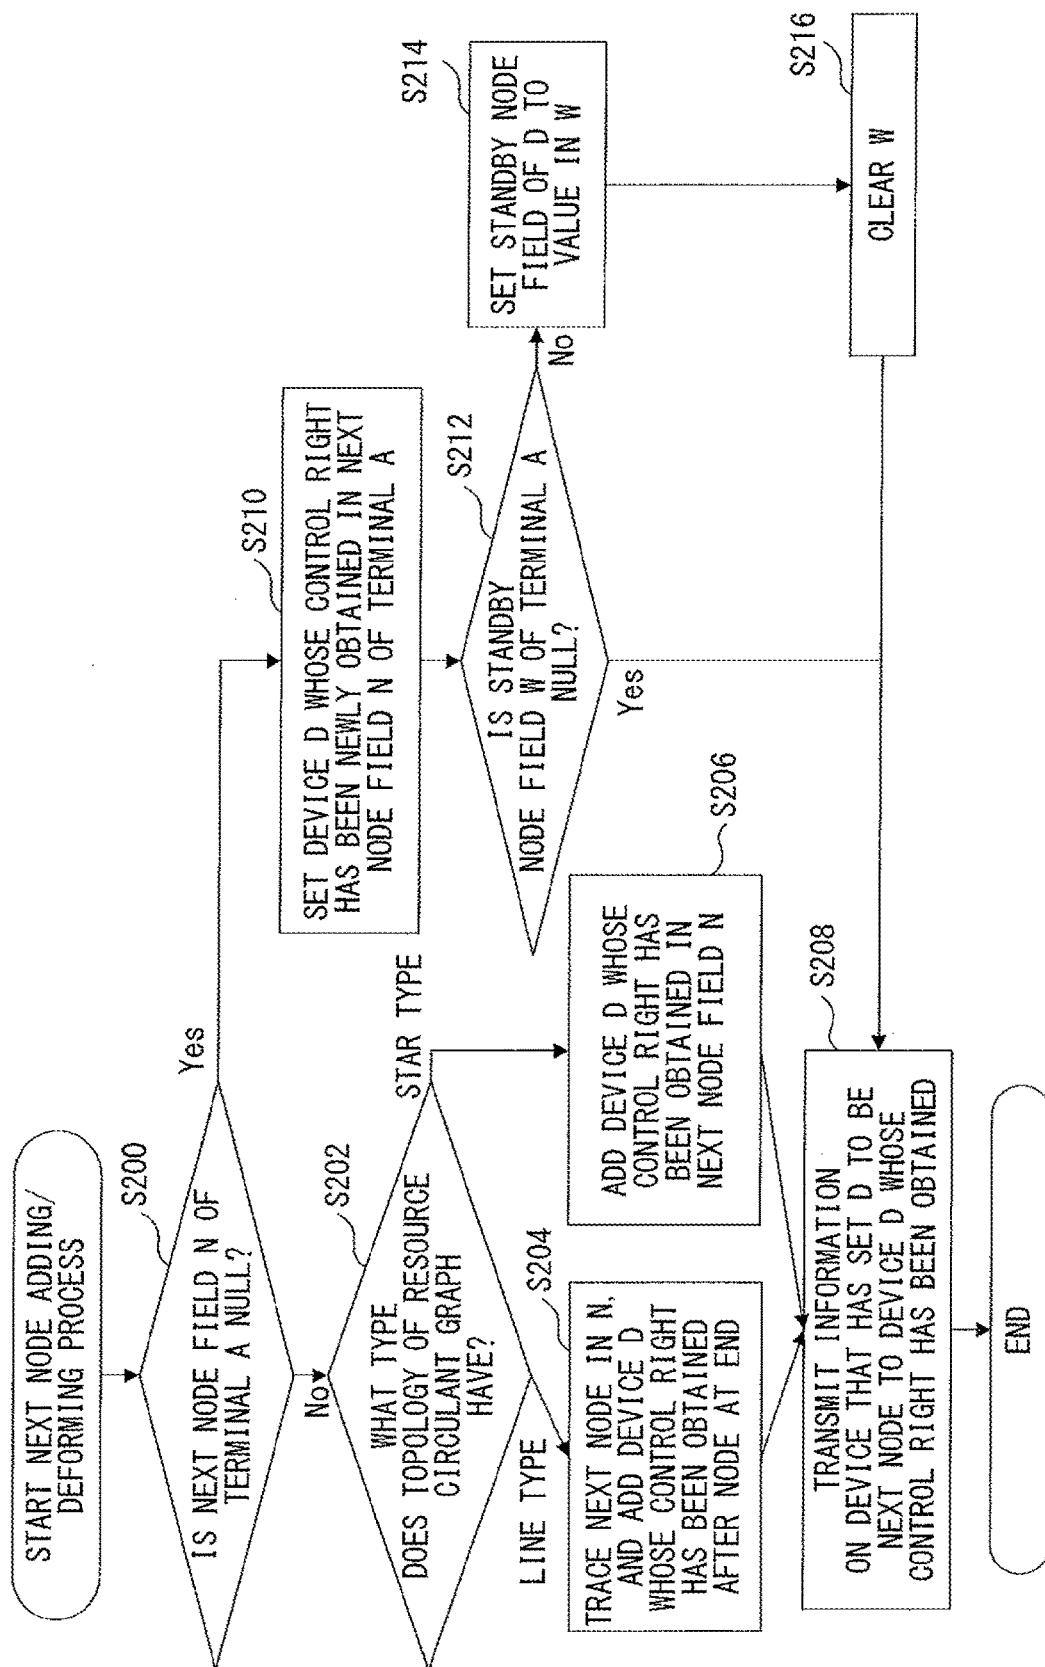 START NEXT NODE ADDING/
DEFORMING PROCESS
S200
IS NEXT NODE FIELD N OF
TERMINAL A NULL?
Yes
No
S202
WHAT TYPE
DOES TOPOLOGY OF RESOURCE
CIRCULANT GRAPH
HAVE?
LINE TYPE
STAR TYPE
S204
TRACE NEXT NODE IN N,
AND ADD DEVICE D
WHOSE CONTROL RIGHT
HAS BEEN OBTAINED
AFTER NODE AT END
S206
ADD DEVICE D WHOSE
CONTROL RIGHT HAS
BEEN OBTAINED IN
NEXT NODE FIELD N
S208
TRANSMIT INFORMATION
ON DEVICE THAT HAS SET D TO BE
NEXT NODE TO DEVICE D WHOSE
CONTROL RIGHT HAS BEEN OBTAINED
END
S210
SET DEVICE D WHOSE CONTROL RIGHT
HAS BEEN NEWLY OBTAINED IN NEXT
NODE FIELD N OF TERMINAL A
S212
IS STANDBY
NODE FIELD W OF TERMINAL A
NULL?
Yes
No
S214
SET STANDBY NODE
FIELD OF D TO
VALUE IN W
S216
CLEAR W